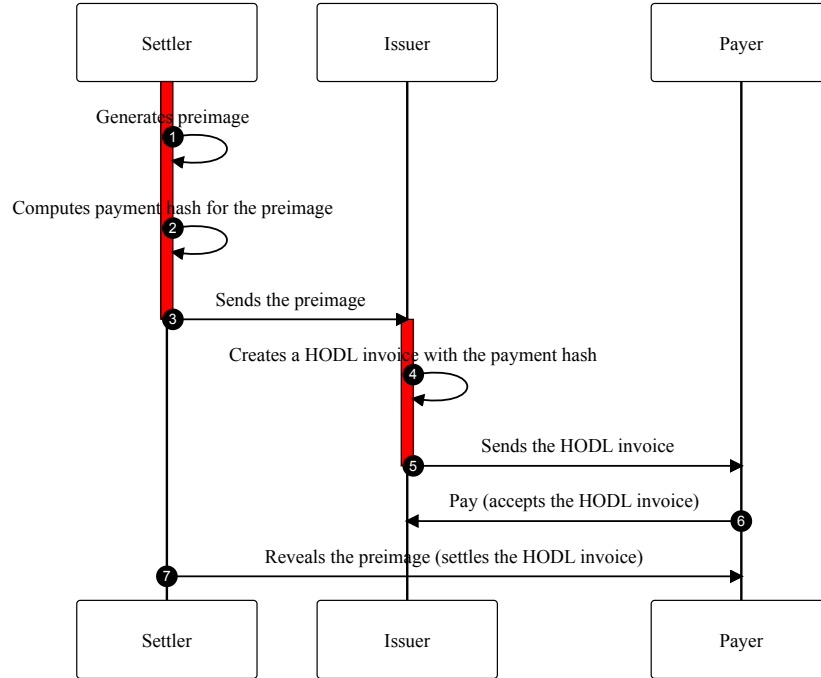 Settler
Issuer
Payer
Generates preimage
1
Computes payment hash for the preimage
2
Sends the preimage
3
Creates a HODL invoice with the payment hash
4
Sends the HODL invoice
5
Pay (accepts the HODL invoice)
6
Reveals the preimage (settles the HODL invoice)
7
Settler
Issuer
Payer